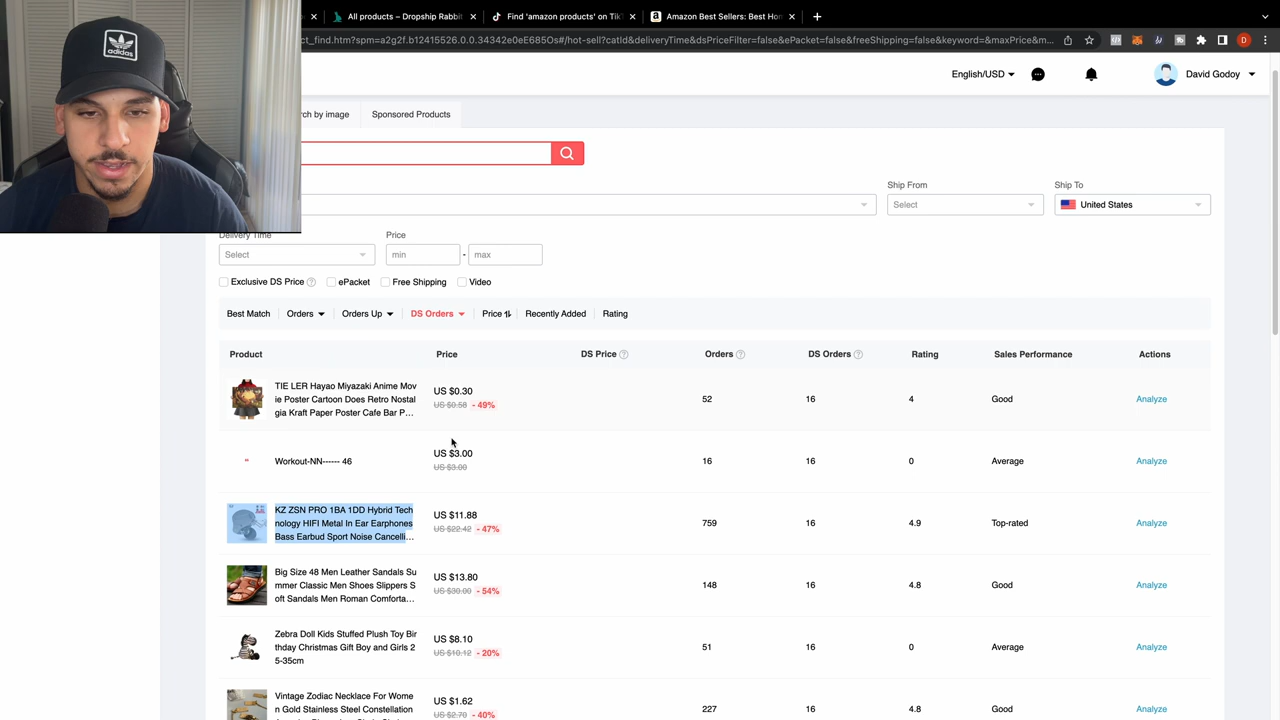 All products – Dropship Rabbit
Find 'amazon products' on Tik
Amazon Best Sellers: Best Hon
ct_find.htm?spm=a2g2f.b12415526.0.0.34342e0eE685Os#/hot-sell?catId&deliveryTime&dsPriceFilter=false&ePacket=false&freeShipping=false&keyword=&maxPrice&m...
adidas
English/USD
David Godoy
ch by image
Sponsored Products
Ship From
Ship To
Select
United States
Delivery Time
Price
Select
min
-
max
Exclusive DS Price
ePacket
Free Shipping
Video
Best Match
Orders
Orders Up
DS Orders
Price
Recently Added
Rating
Product
Price
DS Price
Orders
DS Orders
Rating
Sales Performance
Actions
TIE LER Hayao Miyazaki Anime Mov
ie Poster Cartoon Does Retro Nostal
gia Kraft Paper Poster Cafe Bar P...
US $0.30
US $0.58 - 49%
52
16
4
Good
Analyze
Workout-NN------ 46
US $3.00
US $3.00
16
16
0
Average
Analyze
KZ ZSN PRO 1BA 1DD Hybrid Tech
nology HIFI Metal In Ear Earphones
Bass Earbud Sport Noise Cancelli...
US $11.88
US $22.42 - 47%
759
16
4.9
Top-rated
Analyze
Big Size 48 Men Leather Sandals Su
mmer Classic Men Shoes Slippers S
oft Sandals Men Roman Comforta...
US $13.80
US $30.00 - 54%
148
16
4.8
Good
Analyze
Zebra Doll Kids Stuffed Plush Toy Bir
thday Christmas Gift Boy and Girls 2
5-35cm
US $8.10
US $10.12 - 20%
51
16
0
Average
Analyze
Vintage Zodiac Necklace For Wome
n Gold Stainless Steel Constellation
US $1.62
US $2.70 - 40%
227
16
4.8
Good
Analyze